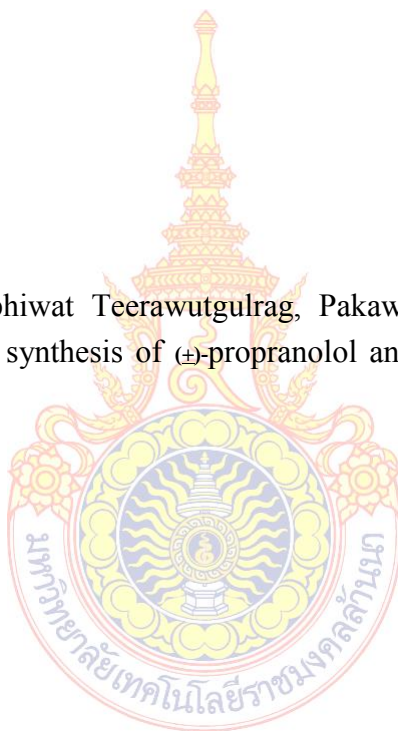 phiwat Teerawutgulrag, Pakaw
synthesis of (±)-propranolol an
มหาวิทยาลัยเทคโนโลยีราชมงคลล้านนา